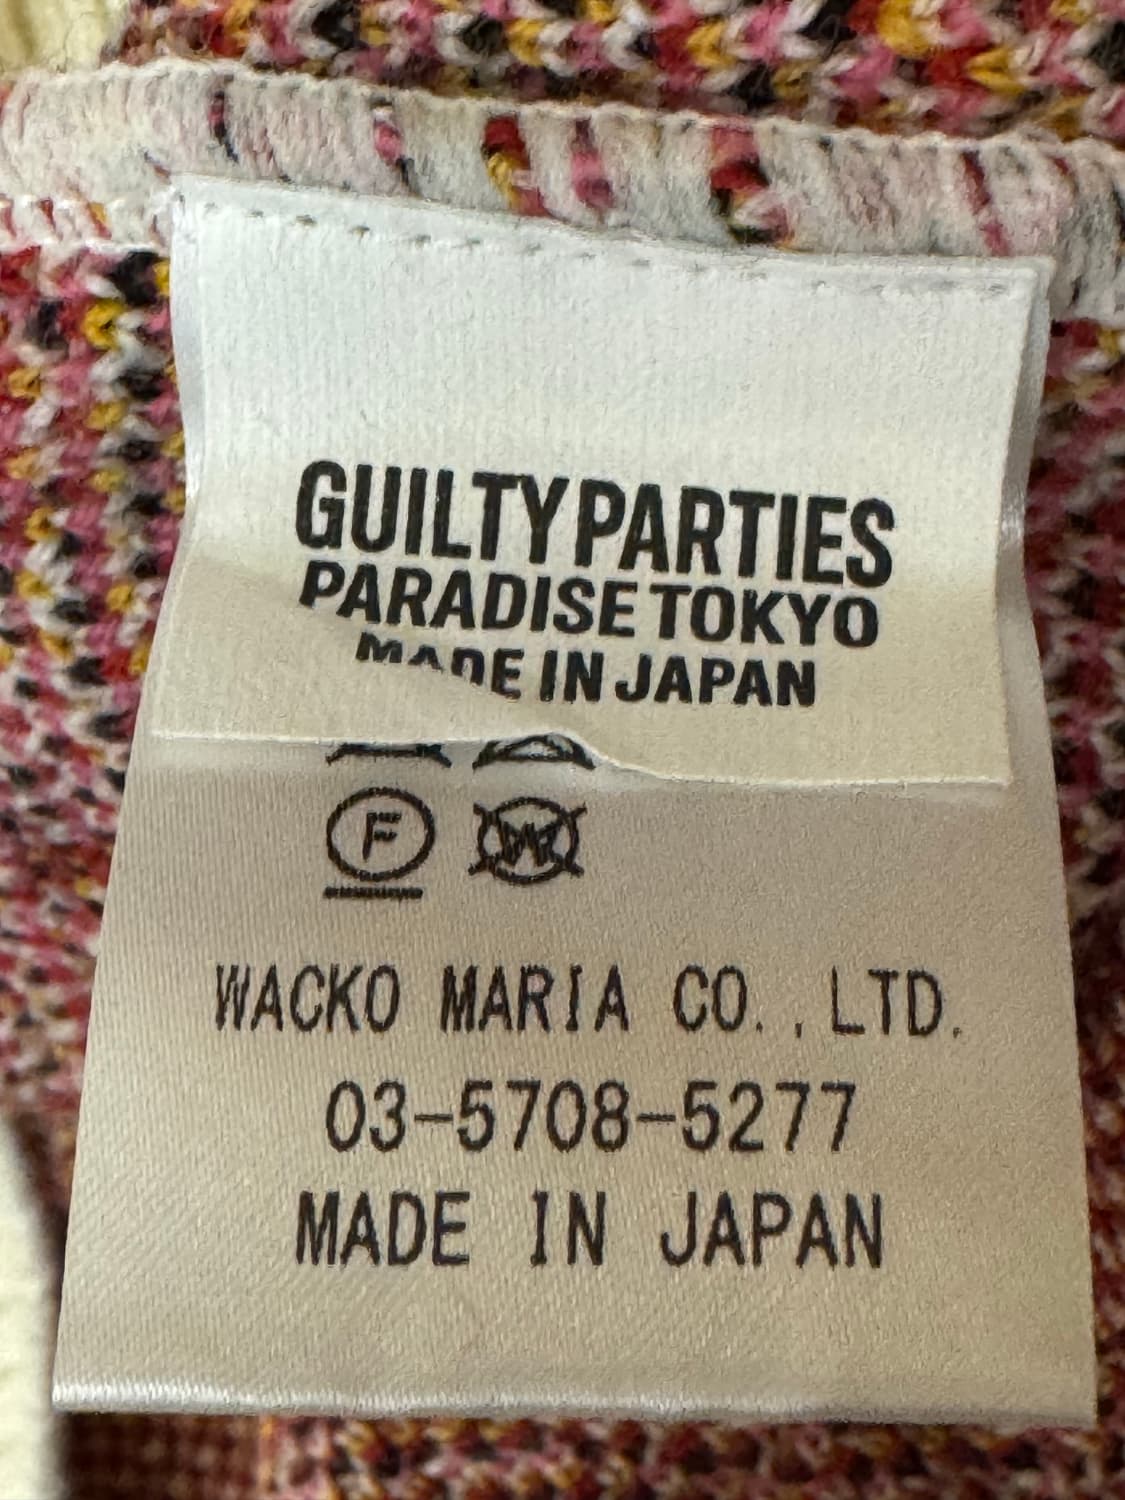 GUILTY PARTIES
PARADISE TOKYO
MADE IN JAPAN
F W
WACKO MARIA CO.,LTD.
03-5708-5277
MADE IN JAPAN